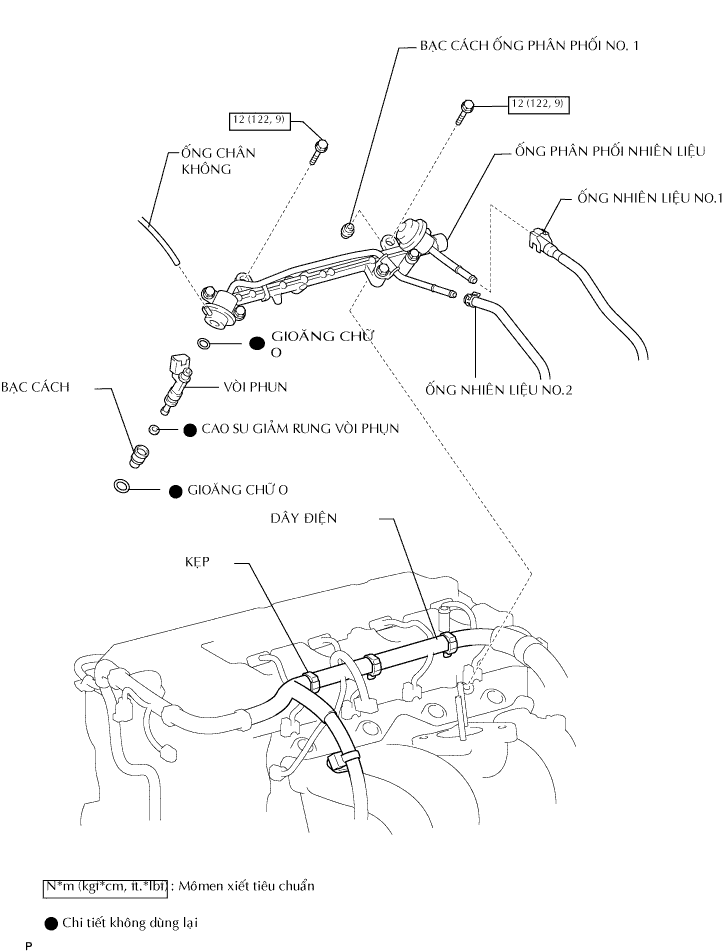 BẠC CÁCH ỐNG PHÂN PHỐI NO. 1
12 (122, 9)
12 (122, 9)
ỐNG CHÂN
KHÔNG
ỐNG PHÂN PHỐI NHIÊN LIỆU
ỐNG NHIÊN LIỆU NO.1
GIOĂNG CHỮ
O
BẠC CÁCH
VÒI PHUN
ỐNG NHIÊN LIỆU NO.2
CAO SU GIẢM RUNG VÒI PHỤN
GIOĂNG CHỮ O
DÂY ĐIỆN
KẸP
N*m (kgf*cm, ft.*lbf) : Mômen xiết tiêu chuẩn
Chi tiết không dùng lại
P